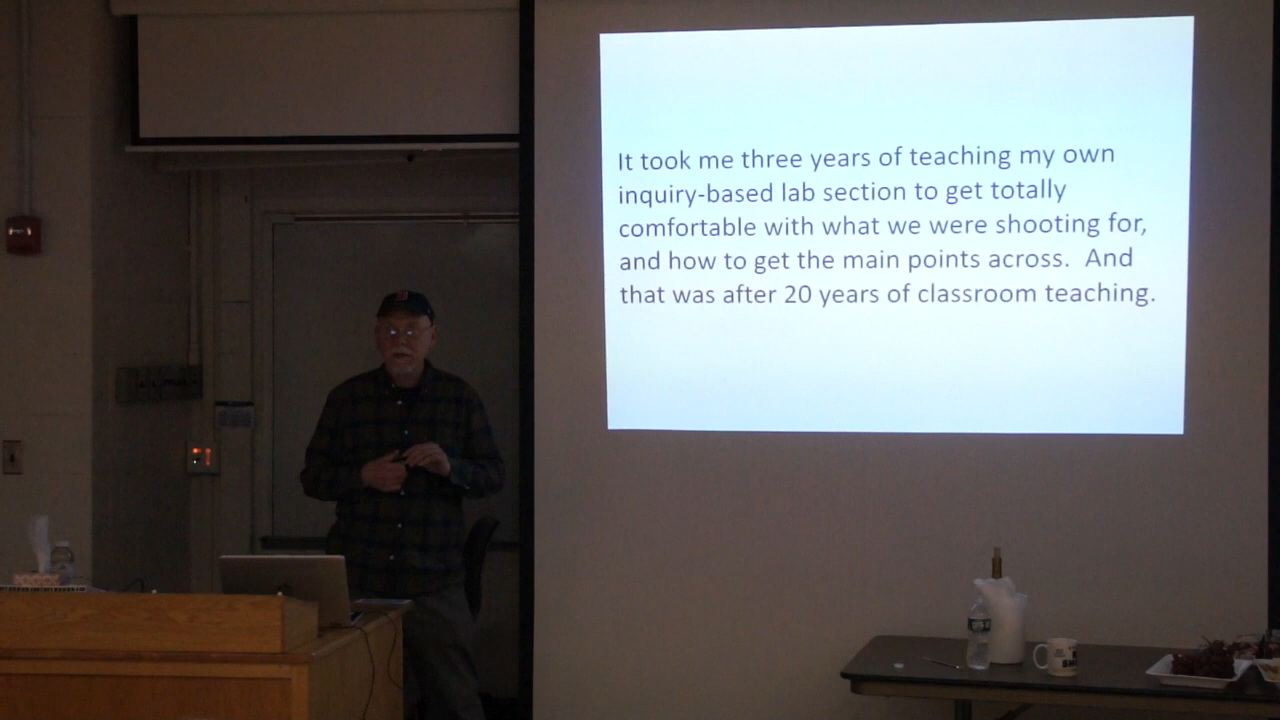 It took me three years of teaching my own
inquiry-based lab section to get totally
comfortable with what we were shooting for,
and how to get the main points across.  And
that was after 20 years of classroom teaching.